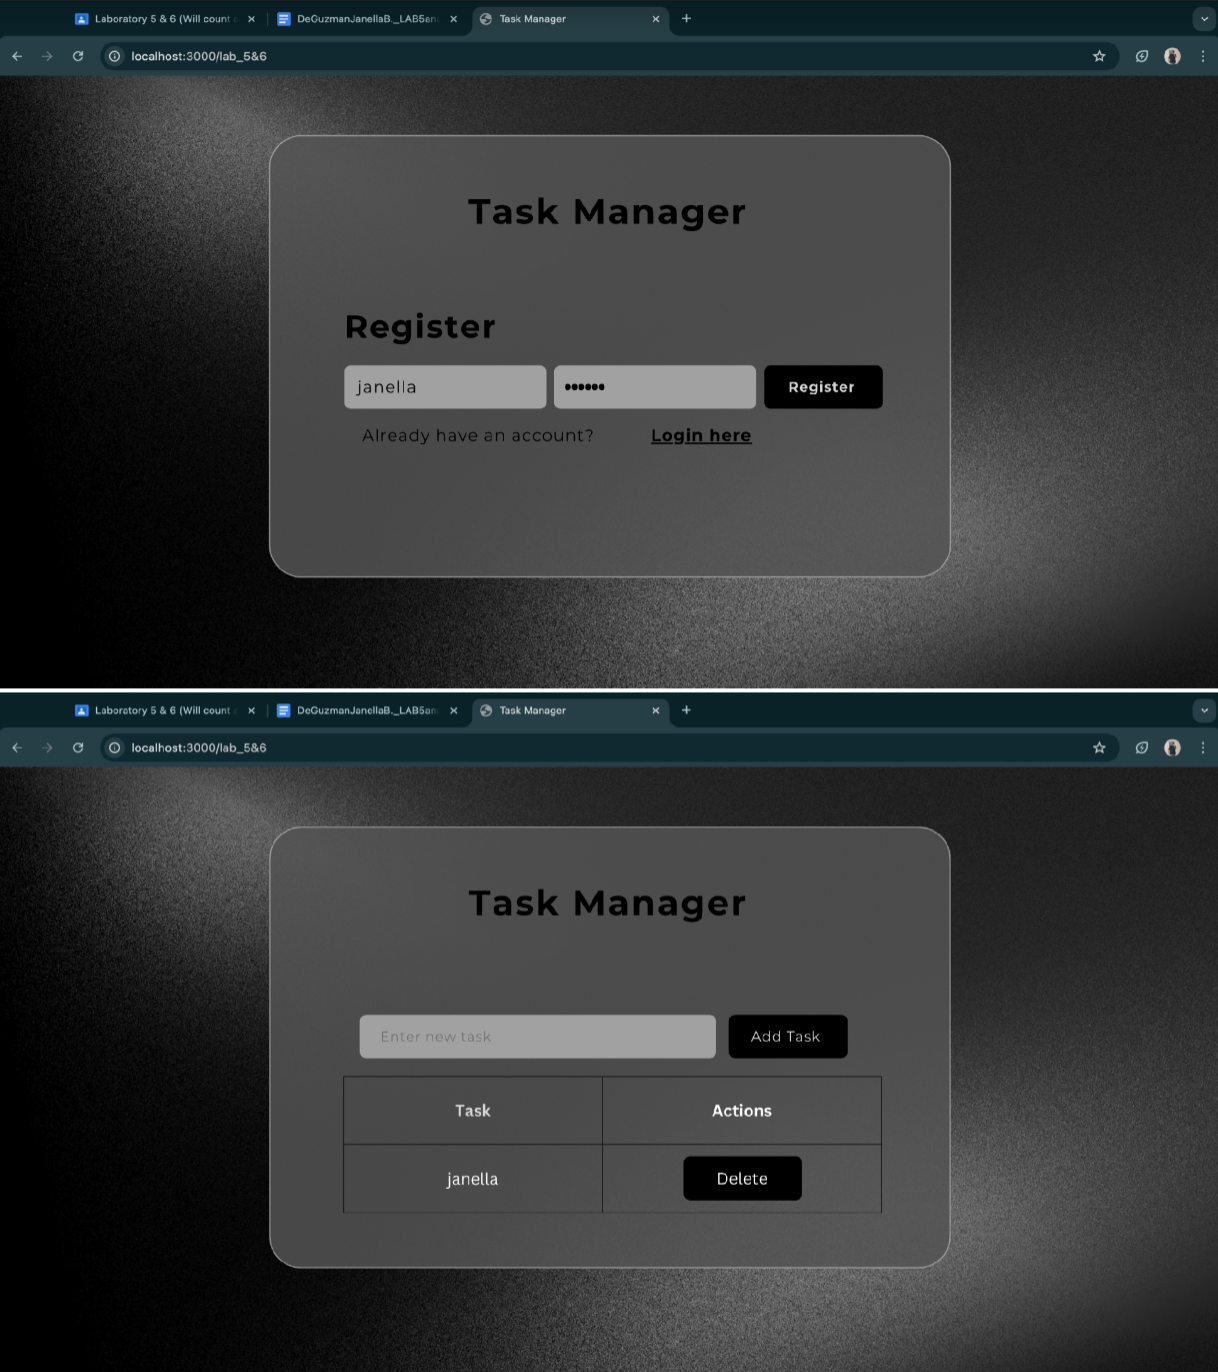 Laboratory 5 & 6 (Will count
DeGuzmanJanellaB._LAB5an
Task Manager
localhost:3000/lab_5&6
Task Manager
Register
janella
••••••
Register
Already have an account? Login here
Laboratory 5 & 6 (Will count
DeGuzmanJanellaB._LAB5an
Task Manager
localhost:3000/lab_5&6
Task Manager
Enter new task
Add Task
Task Actions
janella Delete